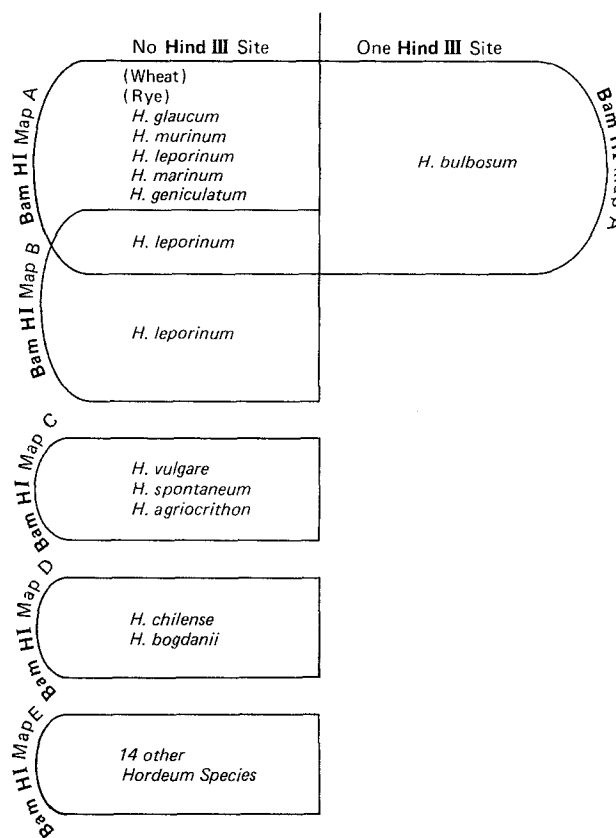 No Hind III Site
One Hind III Site
Bam HI Map A
(Wheat)
(Rye)
H. glaucum
H. murinum
H. leporinum
H. marinum
H. geniculatum
H. bulbosum
Bam HI Map A
H. leporinum
Bam HI Map B
H. leporinum
Bam HI Map C
H. vulgare
H. spontaneum
H. agriocrithon
Bam HI Map D
H. chilense
H. bogdanii
Bam HI Map E
14 other
Hordeum Species